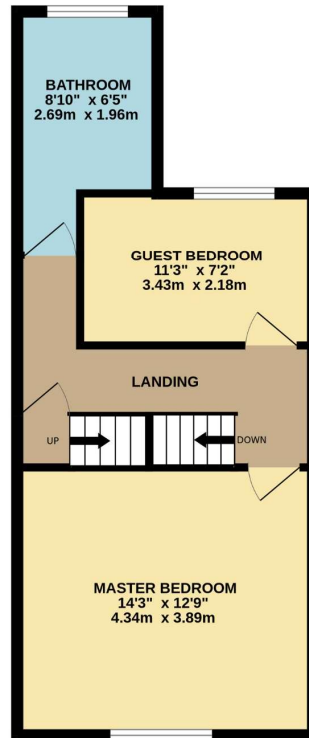 BATHROOM
8'10" x 6'5"
2.69m x 1.96m
GUEST BEDROOM
11'3" x 7'2"
3.43m x 2.18m
LANDING
UP
DOWN
MASTER BEDROOM
14'3" x 12'9"
4.34m x 3.89m